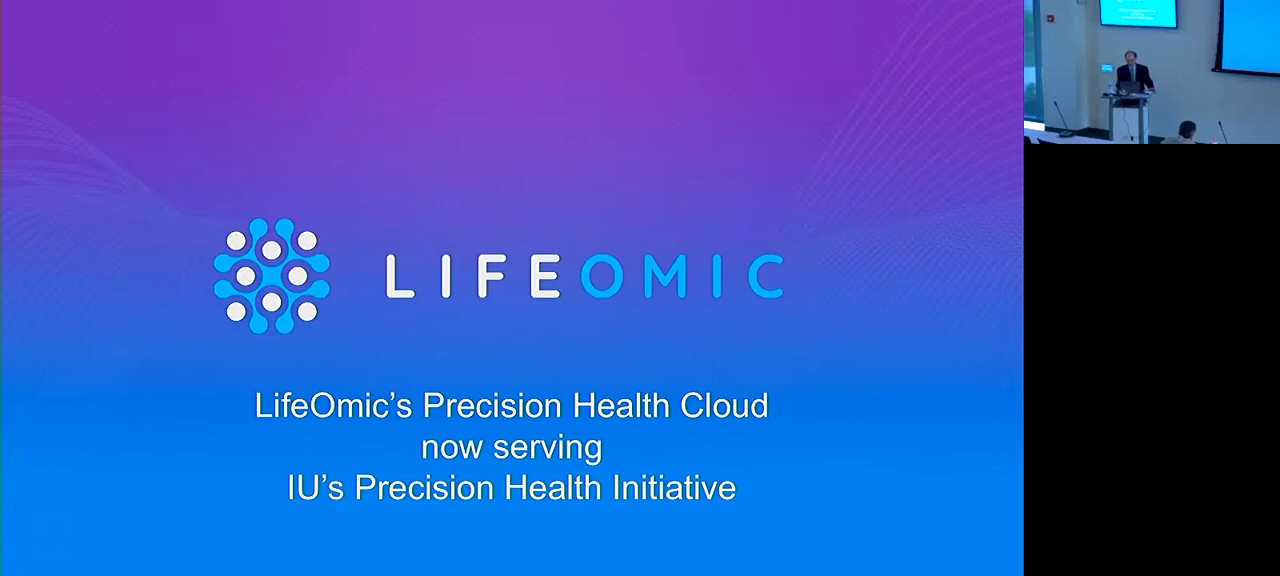 LIFEOMIC
LifeOmic's Precision Health Cloud
now serving
IU's Precision Health Initiative